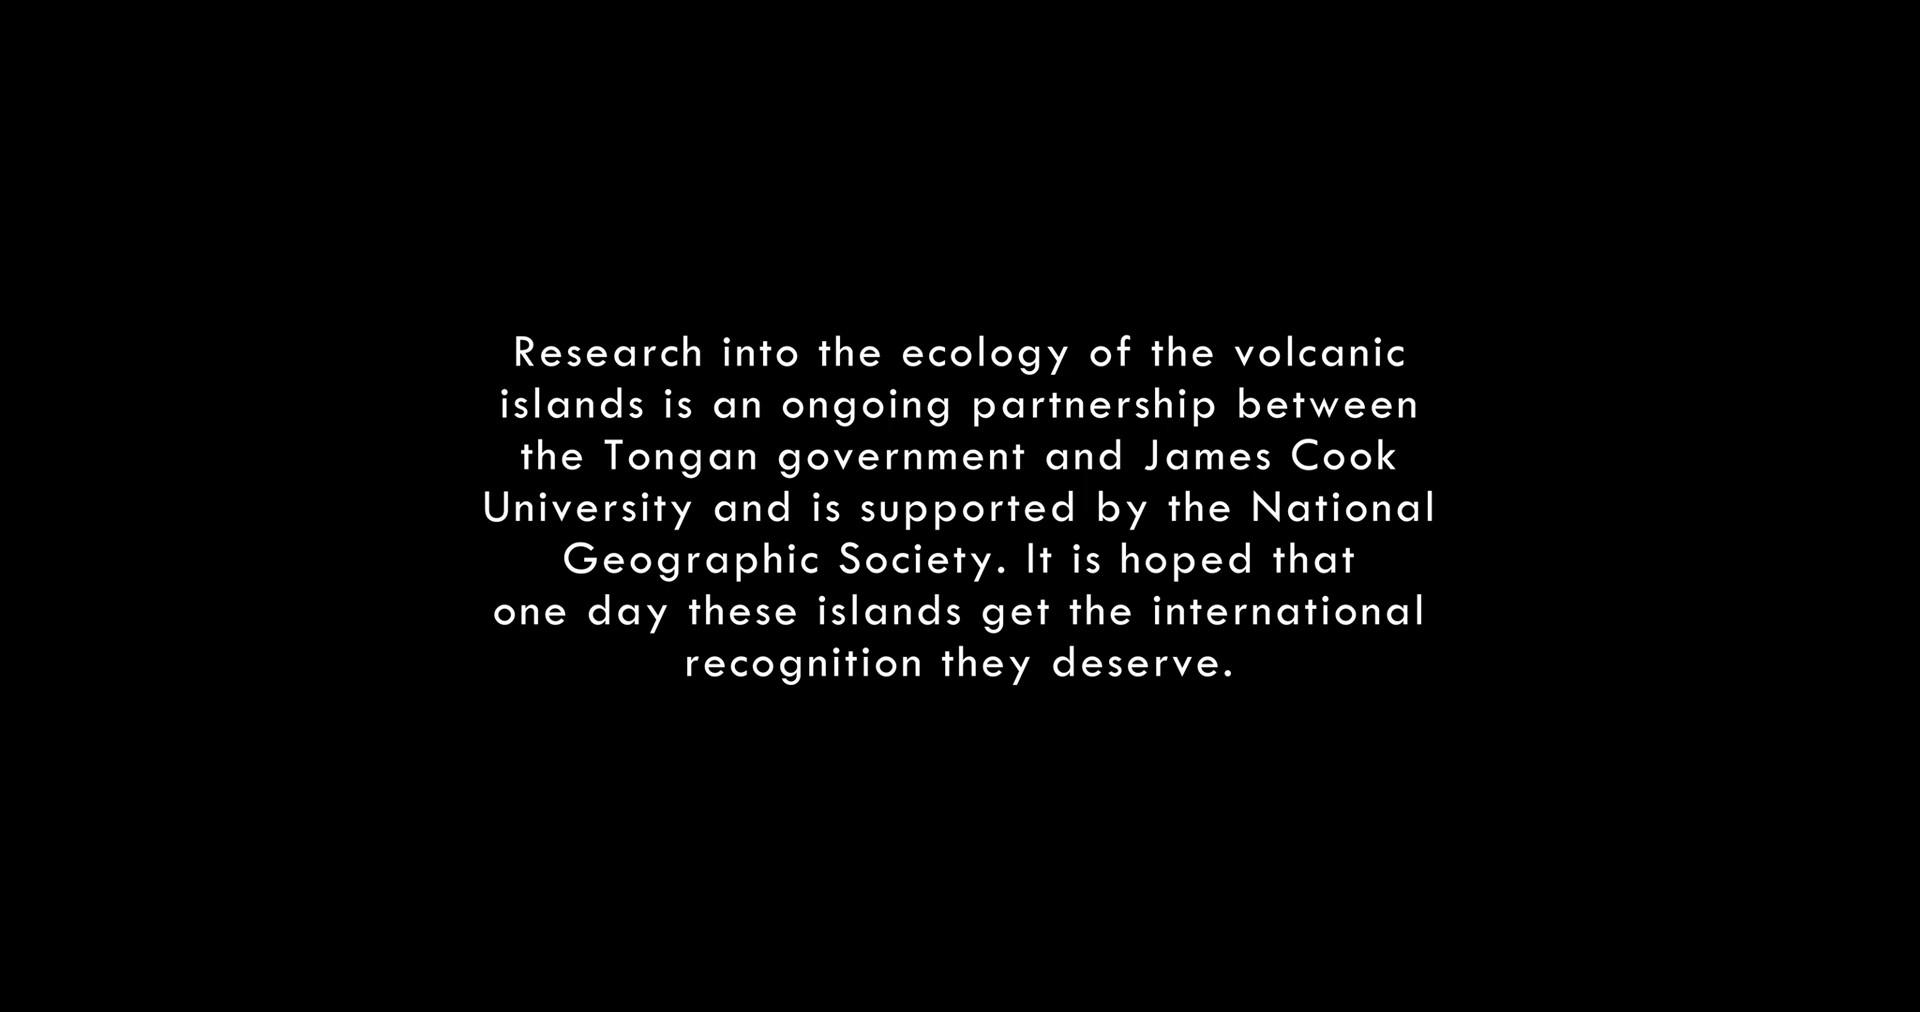 Research into the ecology of the volcanic
islands is an ongoing partnership between
the Tongan government and James Cook
University and is supported by the National
Geographic Society. It is hoped that
one day these islands get the international
recognition they deserve.